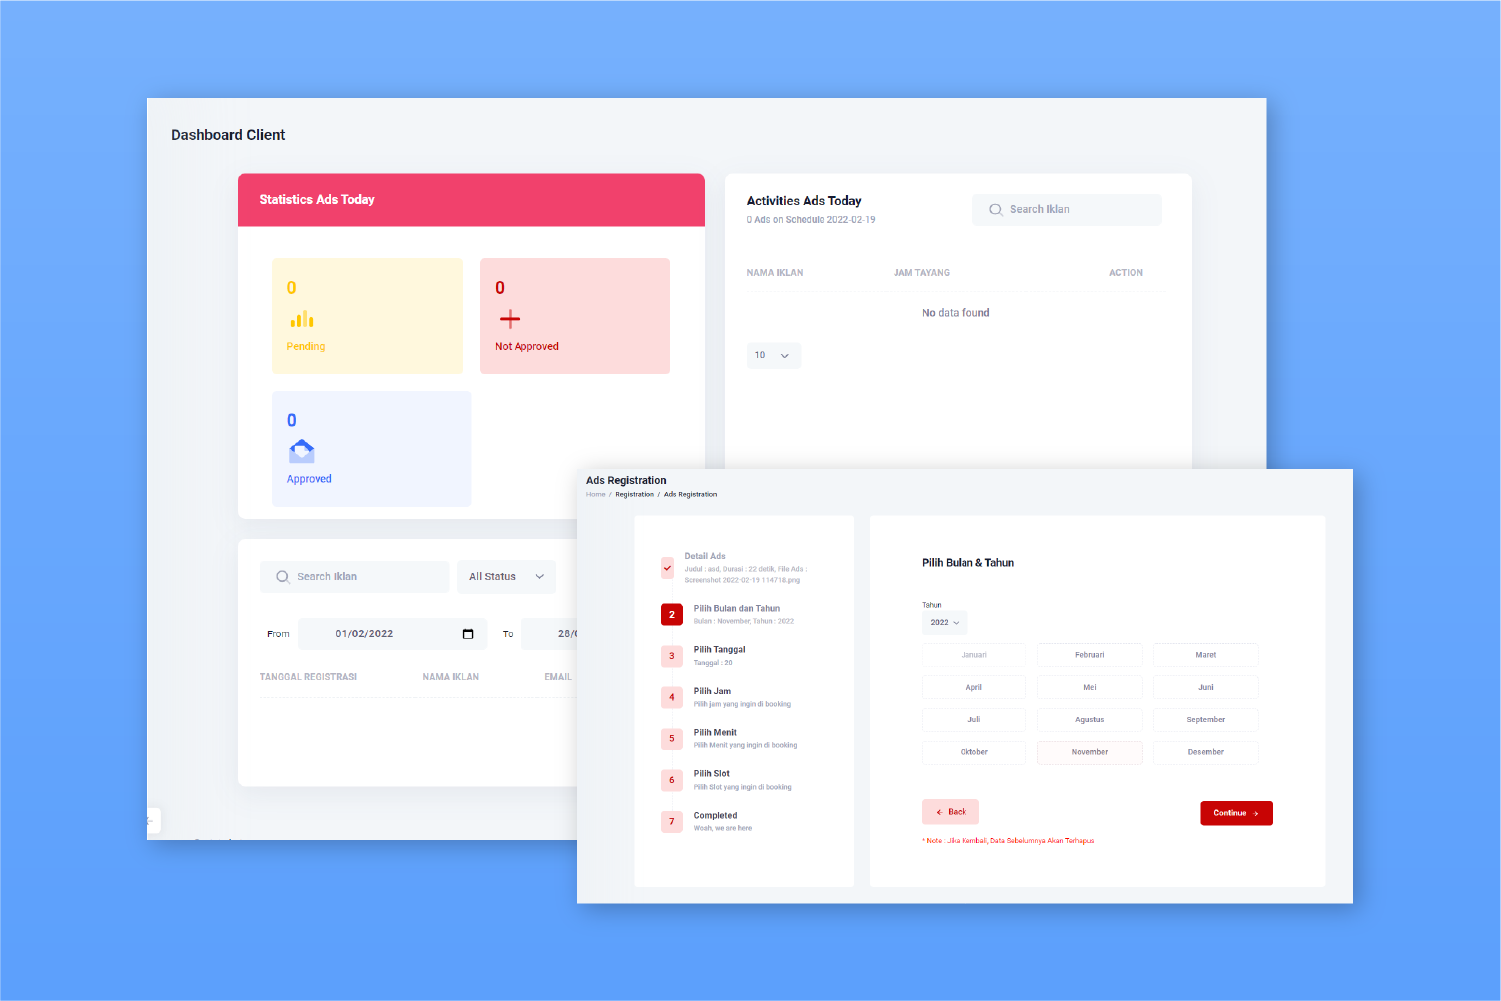 Dashboard Client
Statistics Ads Today
0
Pending
0
Not Approved
0
Approved
Activities Ads Today
0 Ads on Schedule 2022-02-19
Search Iklan
NAMA IKLAN JAM TAYANG ACTION
No data found
10
Search Iklan
All Status
From 01/02/2022 To 28/0
TANGGAL REGISTRASI NAMA IKLAN EMAIL
Ads Registration
Home / Registration / Ads Registration
Detail Ads
Judul : asd, Durasi : 22 detik, File Ads :
Screenshot 2022-02-19 114718.png
2 Pilih Bulan dan Tahun
Bulan : November, Tahun : 2022
3 Pilih Tanggal
Tanggal : 20
4 Pilih Jam
Pilih jam yang ingin di booking
5 Pilih Menit
Pilih Menit yang ingin di booking
6 Pilih Slot
Pilih Slot yang ingin di booking
7 Completed
Woah, we are here
Pilih Bulan & Tahun
Tahun
2022
Januari Februari Maret
April Mei Juni
Juli Agustus September
Oktober November Desember
Back
Continue
* Note : Jika Kembali, Data Sebelumnya Akan Terhapus